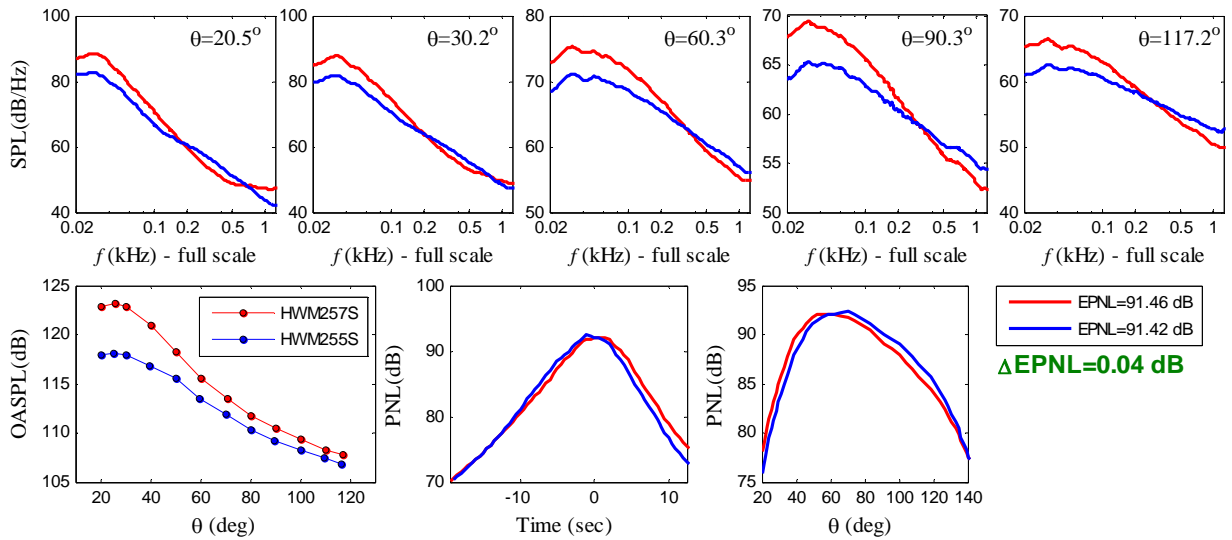 θ=20.5°
θ=30.2°
θ=60.3°
θ=90.3°
θ=117.2°
SPL(dB/Hz)
100
80
60
40
0.02 0.1 0.2 0.4 1
f (kHz) - full scale
100
80
60
40
0.02 0.1 0.2 0.4 1
f (kHz) - full scale
80
70
60
50
0.02 0.1 0.2 0.4 1
f (kHz) - full scale
70
65
60
55
50
0.02 0.1 0.2 0.4 1
f (kHz) - full scale
70
60
50
40
0.02 0.1 0.2 0.4 1
f (kHz) - full scale
OASPL(dB)
125
120
115
110
105
20 40 60 80 100 120
θ (deg)
HWM257S
HWM255S
PNL(dB)
100
90
80
70
-10 0 10
Time (sec)
PNL(dB)
95
90
85
80
75
20 40 60 80 100 120 140
θ (deg)
EPNL=91.46 dB
EPNL=91.42 dB
ΔEPNL=0.04 dB